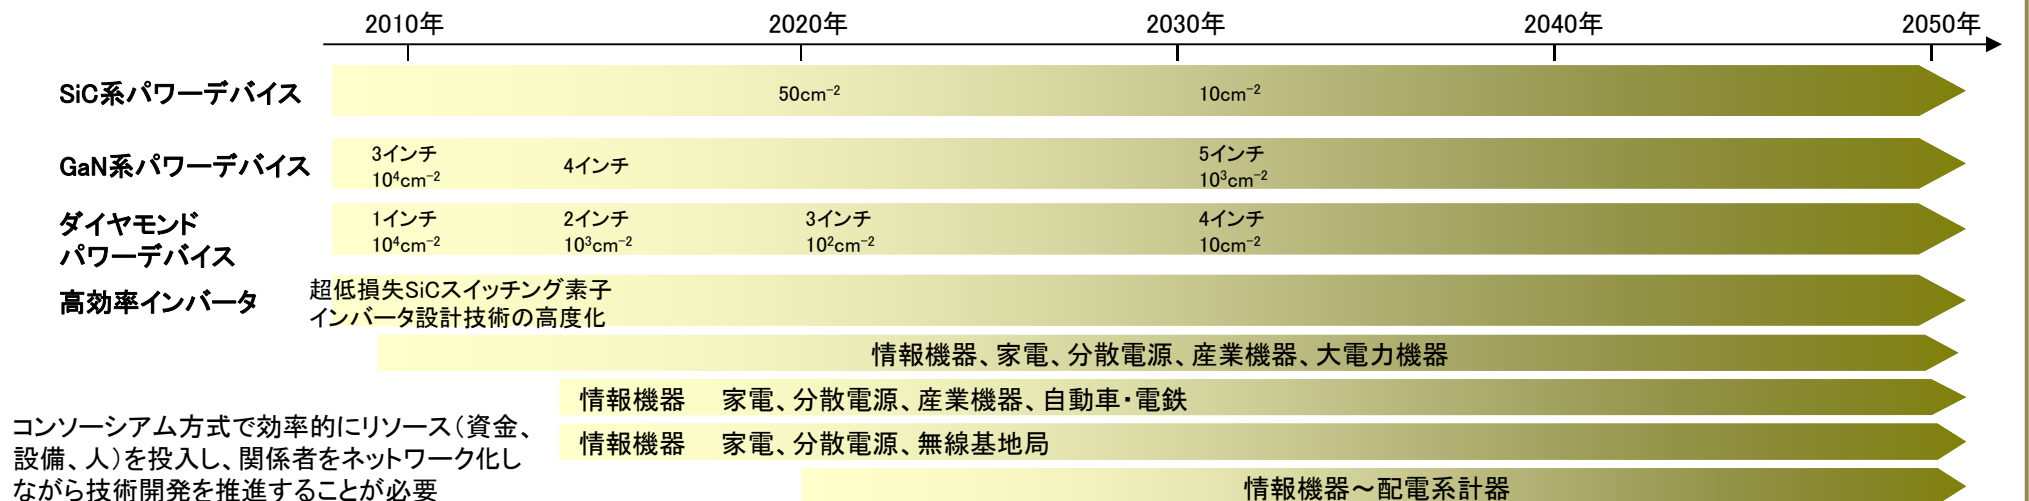 2010年 2020年 2030年 2040年 2050年
SiC系パワーデバイス 50cm⁻² 10cm⁻²
GaN系パワーデバイス
3インチ 4インチ 5インチ
10⁴cm⁻² 10³cm⁻²
ダイヤモンド
パワーデバイス
1インチ 2インチ 3インチ 4インチ
10⁴cm⁻² 10³cm⁻² 10²cm⁻² 10cm⁻²
高効率インバータ
超低損失SiCスイッチング素子
インバータ設計技術の高度化
情報機器、家電、分散電源、産業機器、大電力機器
情報機器 家電、分散電源、産業機器、自動車・電鉄
情報機器 家電、分散電源、無線基地局
情報機器～配電系計器
コンソーシアム方式で効率的にリソース（資金、
設備、人）を投入し、関係者をネットワーク化し
ながら技術開発を推進することが必要